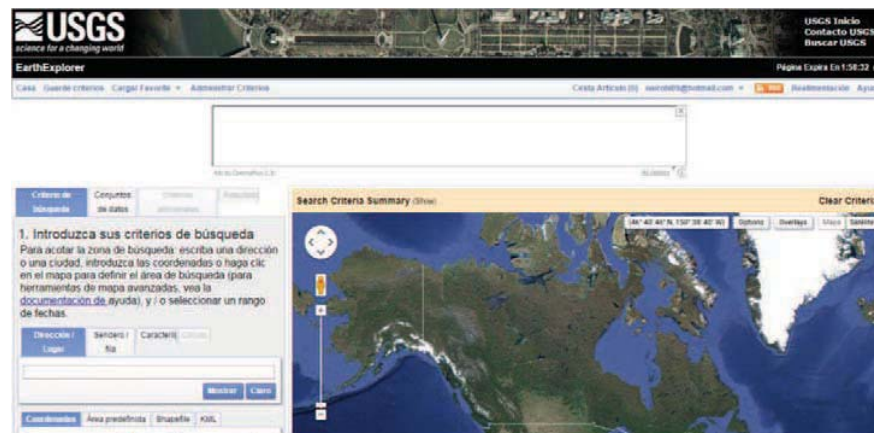 USGS
science for a changing world
USGS Inicio
Contacto USGS
Buscar USGS
EarthExplorer
Página Expira En 1:58:32
Casa Guarde criterios Cargar Favorite Administrar Criterios
Cesta Artículo (0) Realimentación Ayu
Criterio de búsqueda
Conjuntos de datos
1. Introduzca sus criterios de búsqueda
Para acotar la zona de búsqueda: escriba una dirección
o una ciudad, introduzca las coordenadas o haga clic
en el mapa para definir el área de búsqueda (para
herramientas de mapa avanzadas, vea la
documentación de ayuda), y / o seleccionar un rango
de fechas.
Dirección / Lugar
Sendero / fila
Caracterís
Mostrar Claro
Coordenadas Área predefinida Shapefile KML
Search Criteria Summary (Show)
Clear Criteria
Options Overlays Mapa Satellite